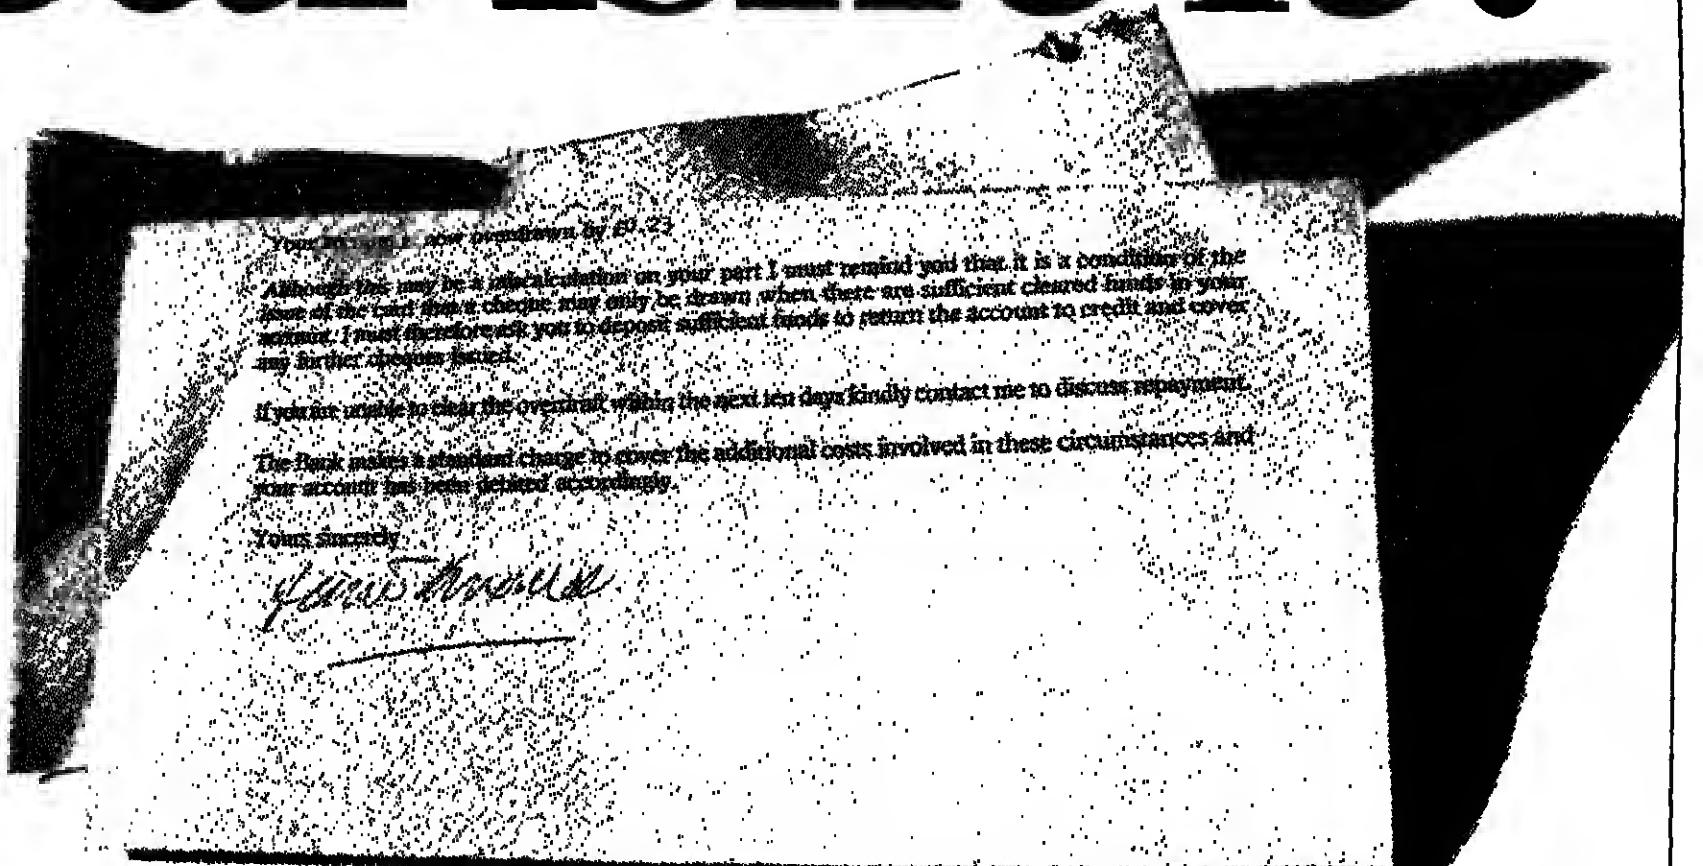 Your account is now overdrawn by £0.23
Although this may be a miscalculation on your part I must remind you that it is a condition of the
issue of the card that a cheque may only be drawn when there are sufficient cleared funds in your
account. I must therefore ask you to deposit sufficient funds to return the account to credit and cover
any further cheques issued.
If you are unable to clear the overdraft within the next ten days kindly contact me to discuss repayment.
The Bank makes a standard charge to cover the additional costs involved in these circumstances and
your account has been debited accordingly.
Yours sincerely